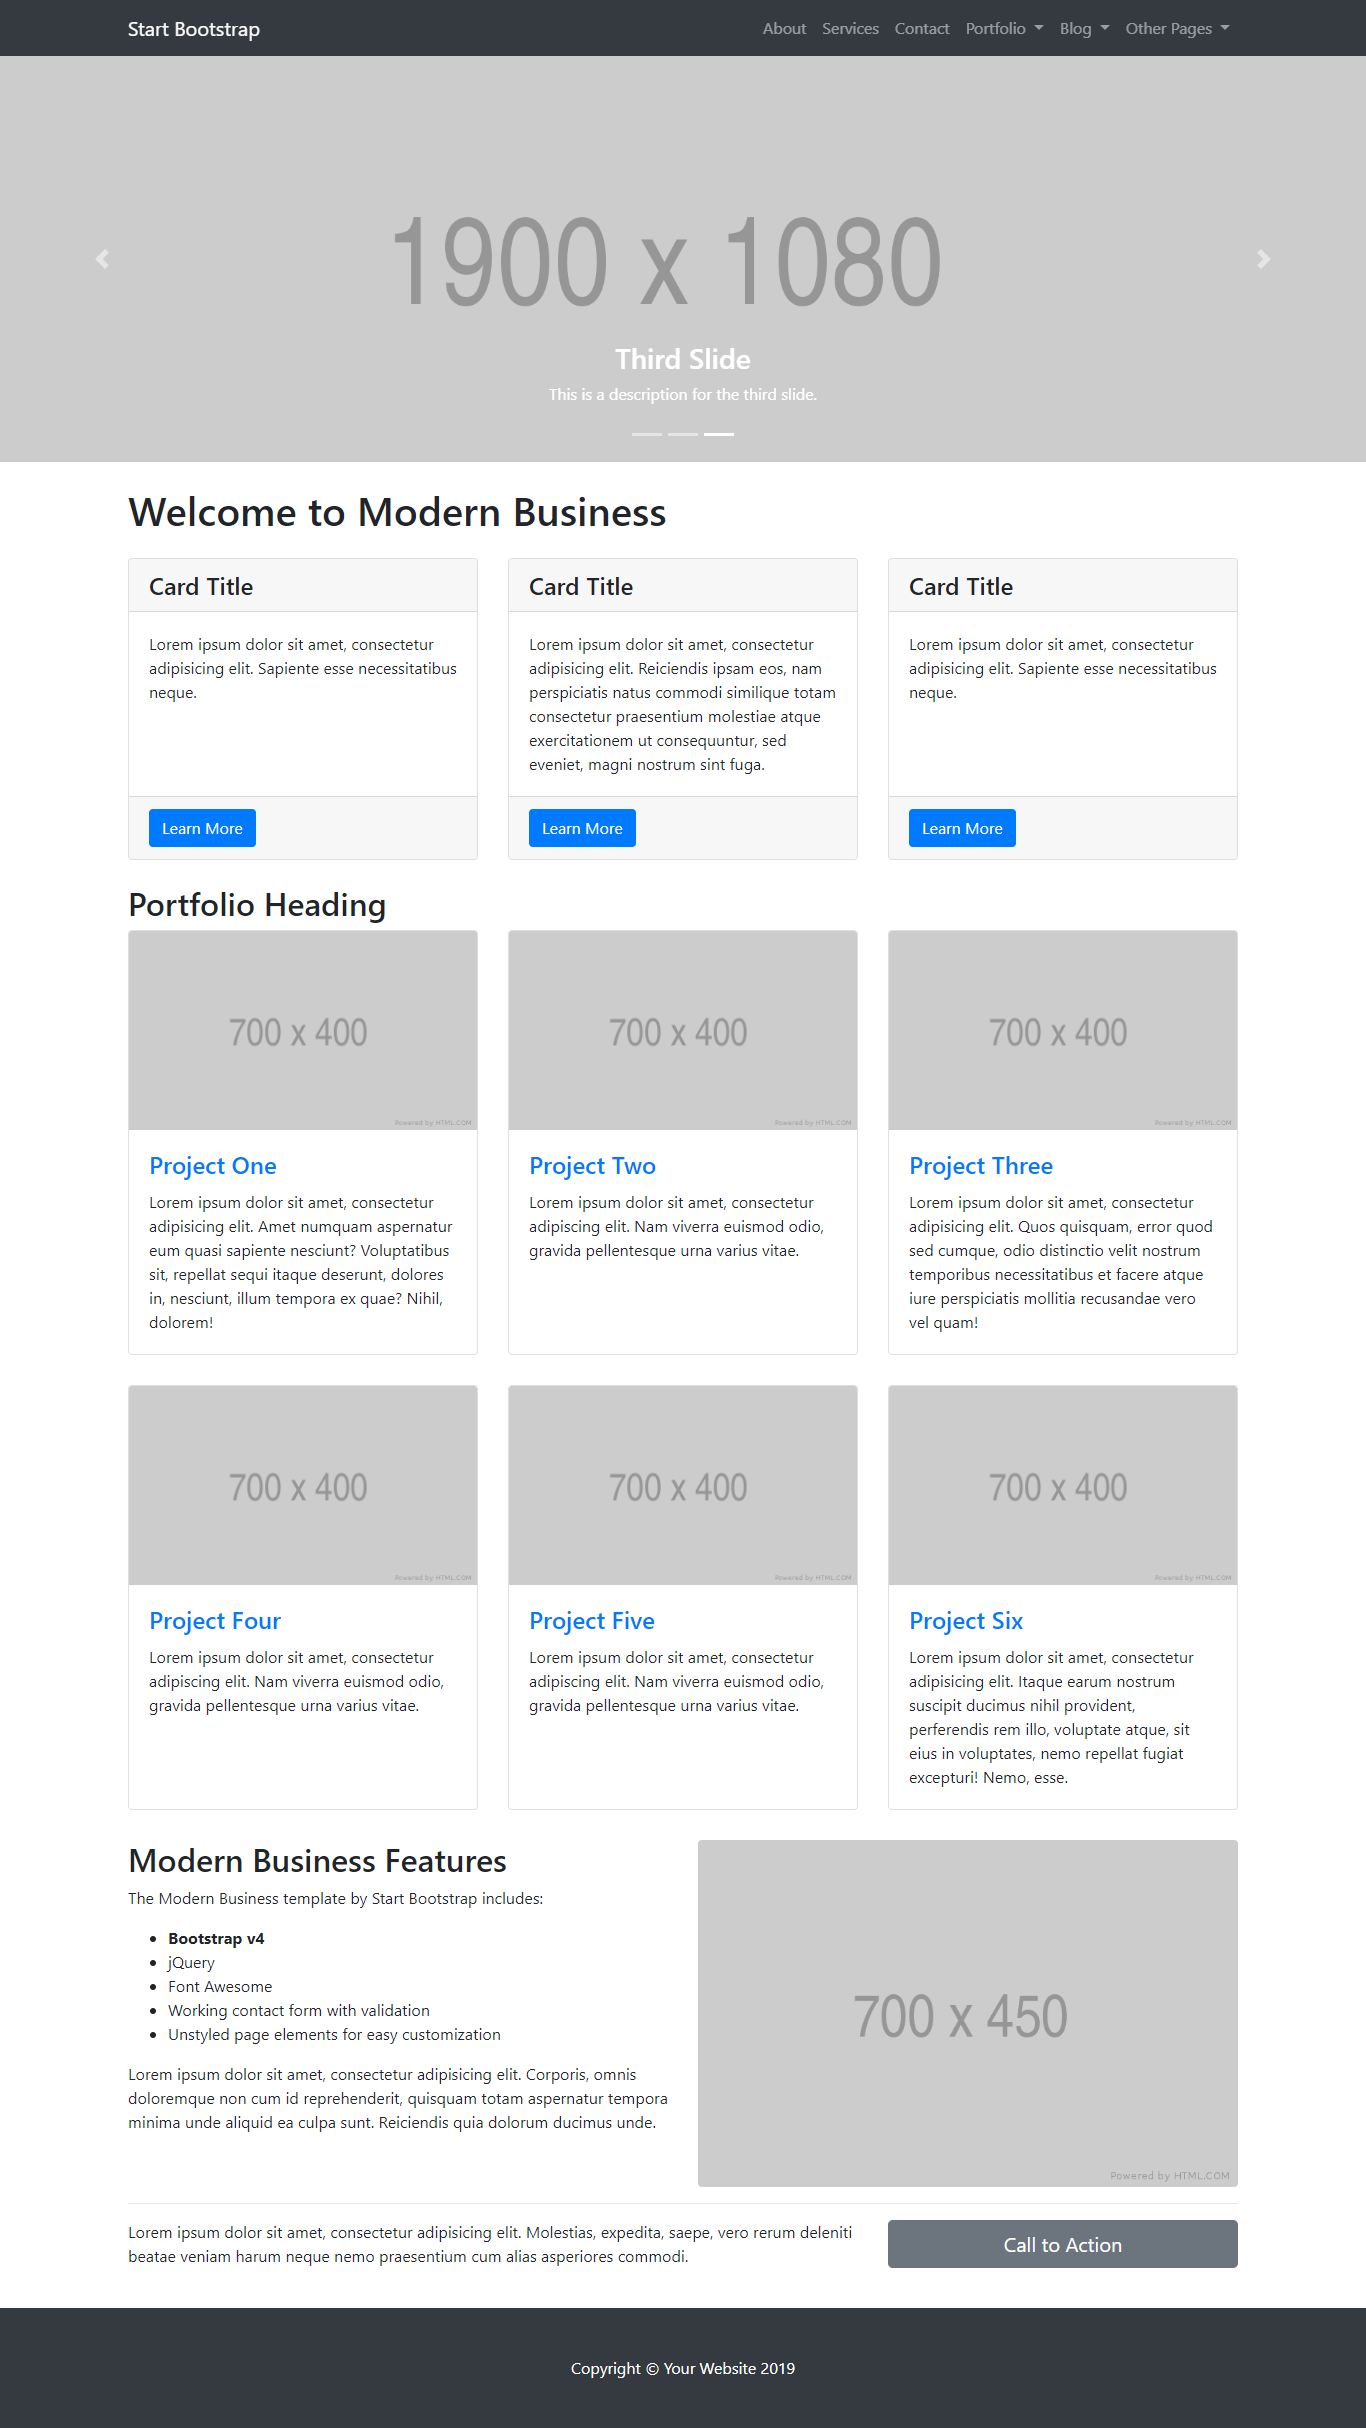 Start Bootstrap
About Services Contact Portfolio Blog Other Pages
1900 x 1080
Third Slide
This is a description for the third slide.
Welcome to Modern Business
Card Title
Lorem ipsum dolor sit amet, consectetur
adipisicing elit. Sapiente esse necessitatibus
neque.
Learn More
Card Title
Lorem ipsum dolor sit amet, consectetur
adipisicing elit. Reiciendis ipsam eos, nam
perspiciatis natus commodi similique totam
consectetur praesentium molestiae atque
exercitationem ut consequuntur, sed
eveniet, magni nostrum sint fuga.
Learn More
Card Title
Lorem ipsum dolor sit amet, consectetur
adipisicing elit. Sapiente esse necessitatibus
neque.
Learn More
Portfolio Heading
700 x 400
Powered by HTML.COM
Project One
Lorem ipsum dolor sit amet, consectetur
adipisicing elit. Amet numquam aspernatur
eum quasi sapiente nesciunt? Voluptatibus
sit, repellat sequi itaque deserunt, dolores
in, nesciunt, illum tempora ex quae? Nihil,
dolorem!
700 x 400
Powered by HTML.COM
Project Two
Lorem ipsum dolor sit amet, consectetur
adipiscing elit. Nam viverra euismod odio,
gravida pellentesque urna varius vitae.
700 x 400
Powered by HTML.COM
Project Three
Lorem ipsum dolor sit amet, consectetur
adipisicing elit. Quos quisquam, error quod
sed cumque, odio distinctio velit nostrum
temporibus necessitatibus et facere atque
iure perspiciatis mollitia recusandae vero
vel quam!
700 x 400
Powered by HTML.COM
Project Four
Lorem ipsum dolor sit amet, consectetur
adipiscing elit. Nam viverra euismod odio,
gravida pellentesque urna varius vitae.
700 x 400
Powered by HTML.COM
Project Five
Lorem ipsum dolor sit amet, consectetur
adipiscing elit. Nam viverra euismod odio,
gravida pellentesque urna varius vitae.
700 x 400
Powered by HTML.COM
Project Six
Lorem ipsum dolor sit amet, consectetur
adipisicing elit. Itaque earum nostrum
suscipit ducimus nihil provident,
perferendis rem illo, voluptate atque, sit
eius in voluptates, nemo repellat fugiat
excepturi! Nemo, esse.
Modern Business Features
The Modern Business template by Start Bootstrap includes:
• Bootstrap v4
• jQuery
• Font Awesome
• Working contact form with validation
• Unstyled page elements for easy customization
Lorem ipsum dolor sit amet, consectetur adipisicing elit. Corporis, omnis
doloremque non cum id reprehenderit, quisquam totam aspernatur tempora
minima unde aliquid ea culpa sunt. Reiciendis quia dolorum ducimus unde.
700 x 450
Powered by HTML.COM
Lorem ipsum dolor sit amet, consectetur adipisicing elit. Molestias, expedita, saepe, vero rerum deleniti
beatae veniam harum neque nemo praesentium cum alias asperiores commodi.
Call to Action
Copyright © Your Website 2019